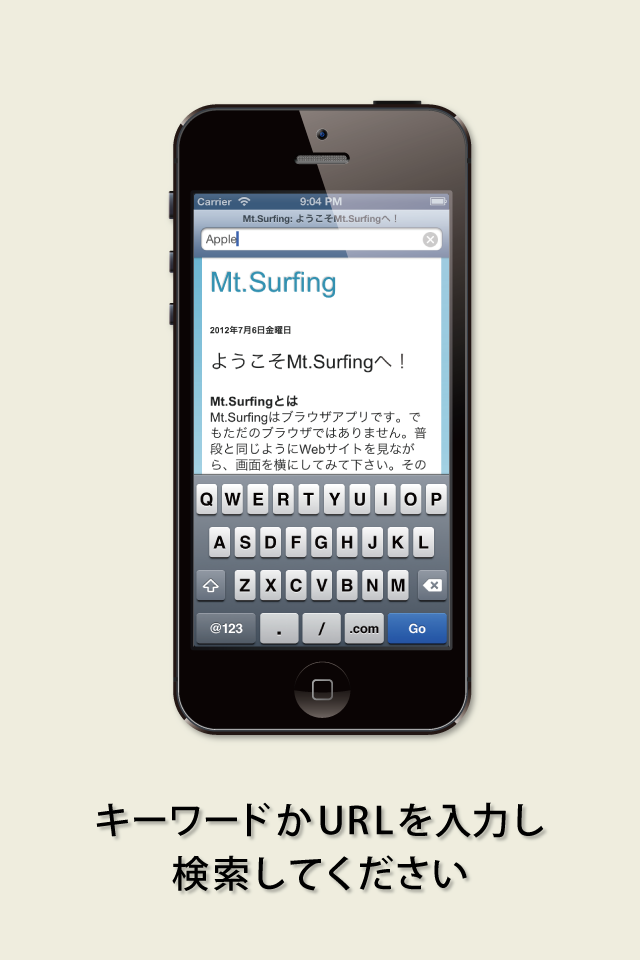 Carrier 9:04 PM
Mt.Surfing: ようこそMt.Surfingへ！
Apple
Mt.Surfing
2012年7月6日金曜日
ようこそMt.Surfingへ！
Mt.Surfingとは
Mt.Surfingはブラウザアプリです。で
もただのブラウザではありません。普
段と同じようにWebサイトを見なが
ら、画面を横にしてみて下さい。その
Q W E R T Y U I O P
A S D F G H J K L
Z X C V B N M
@123 . / .com Go
キーワードかURLを入力し
検索してください